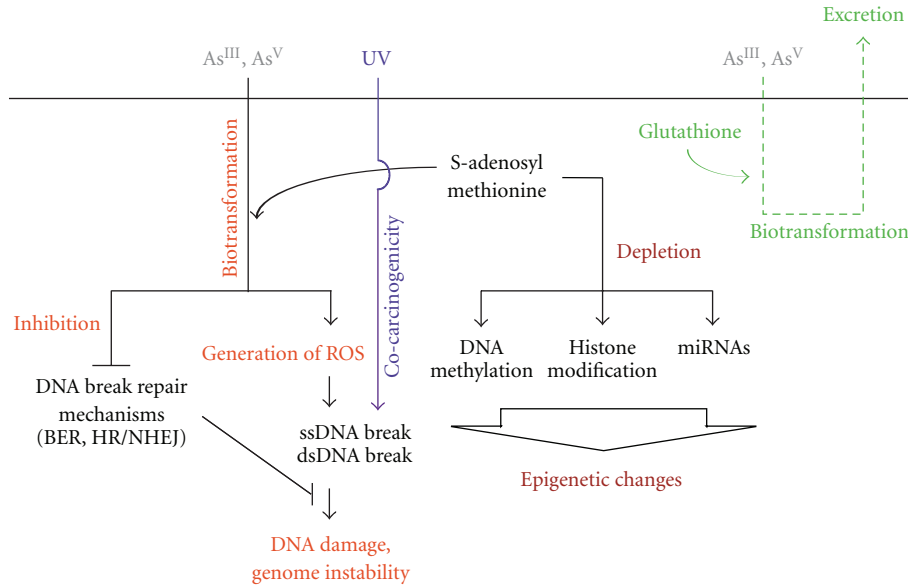 Excretion
As^III, As^V
UV
As^III, As^V
Glutathione
Biotransformation
S-adenosyl
methionine
Biotransformation
Co-carcinogenicity
Depletion
Inhibition
Generation of ROS
DNA
methylation
Histone
modification
miRNAs
DNA break repair
mechanisms
(BER, HR/NHEJ)
ssDNA break
dsDNA break
Epigenetic changes
DNA damage,
genome instability